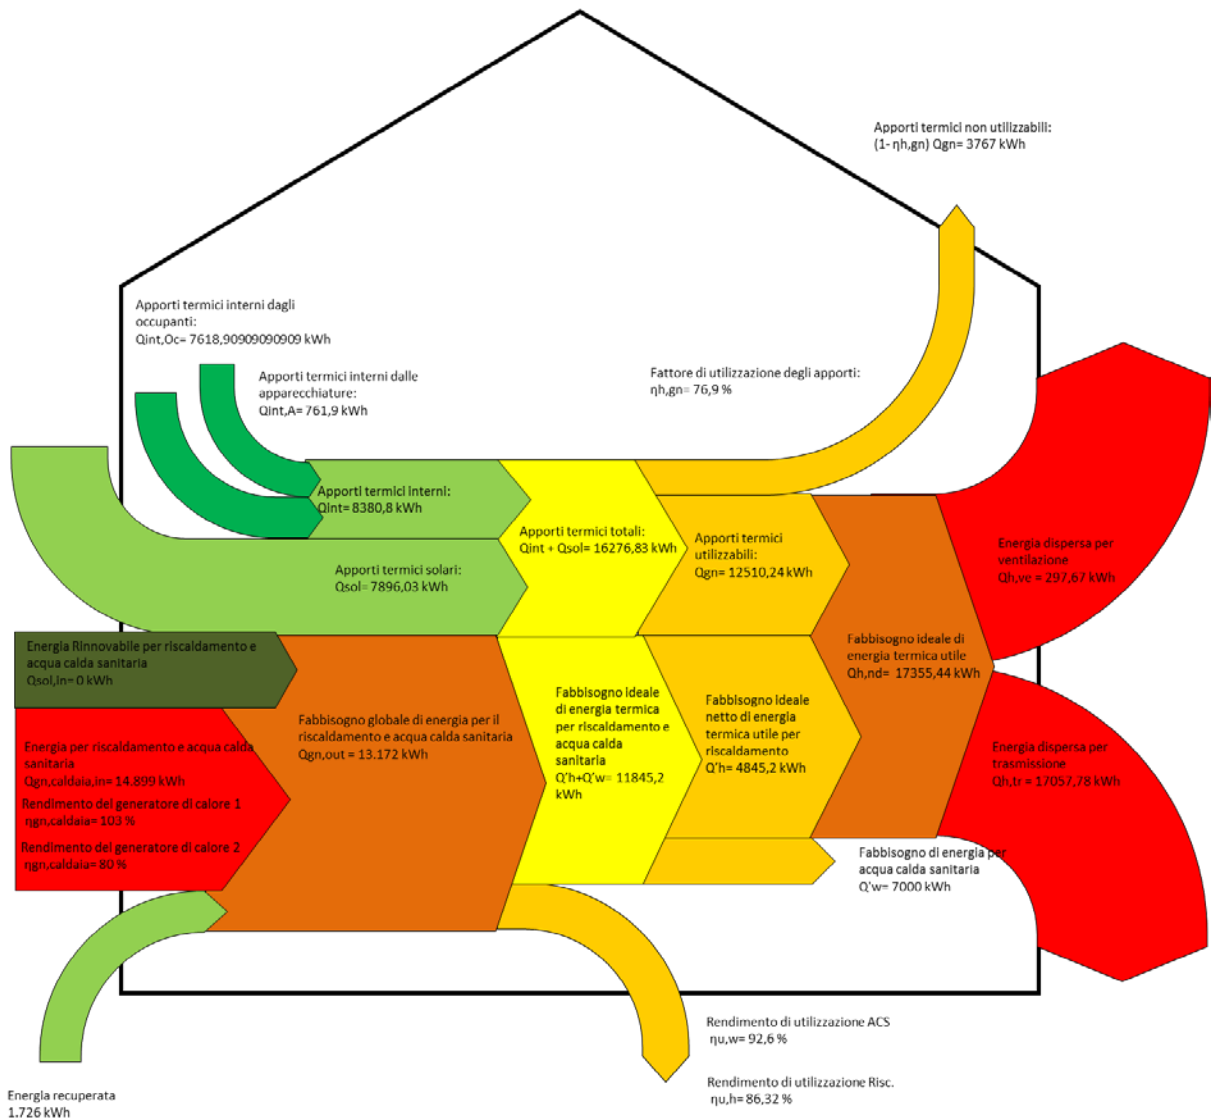 Apporti termici non utilizzabili:
(1- ηh,gn) Qgn= 3767 kWh
Apporti termici interni dagli
occupanti:
Qint,Oc= 7618,90909090909 kWh
Apporti termici interni dalle
apparecchiature:
Qint,A= 761,9 kWh
Fattore di utilizzazione degli apporti:
ηh,gn= 76,9 %
Apporti termici interni:
Qint= 8380,8 kWh
Apporti termici solari:
Qsol= 7896,03 kWh
Apporti termici totali:
Qint + Qsol= 16276,83 kWh
Apporti termici
utilizzabili:
Qgn= 12510,24 kWh
Energia dispersa per
ventilazione
Qh,ve = 297,67 kWh
Energia Rinnovabile per riscaldamento e
acqua calda sanitaria
Qsol,in= 0 kWh
Fabbisogno ideale di
energia termica utile
Qh,nd= 17355,44 kWh
Energia per riscaldamento e acqua calda
sanitaria
Qgn,caldaia,in= 14.899 kWh
Rendimento del generatore di calore 1
ηgn,caldaia= 103 %
Rendimento del generatore di calore 2
ηgn,caldaia= 80 %
Fabbisogno globale di energia per il
riscaldamento e acqua calda sanitaria
Qgn,out = 13.172 kWh
Fabbisogno ideale
di energia termica
per riscaldamento e
acqua calda
sanitaria
Q'h+Q'w= 11845,2
kWh
Fabbisogno ideale
netto di energia
termica utile per
riscaldamento
Q'h= 4845,2 kWh
Energia dispersa per
trasmissione
Qh,tr = 17057,78 kWh
Fabbisogno di energia per
acqua calda sanitaria
Q'w= 7000 kWh
Rendimento di utilizzazione ACS
ηu,w= 92,6 %
Rendimento di utilizzazione Risc.
ηu,h= 86,32 %
Energia recuperata
1.726 kWh